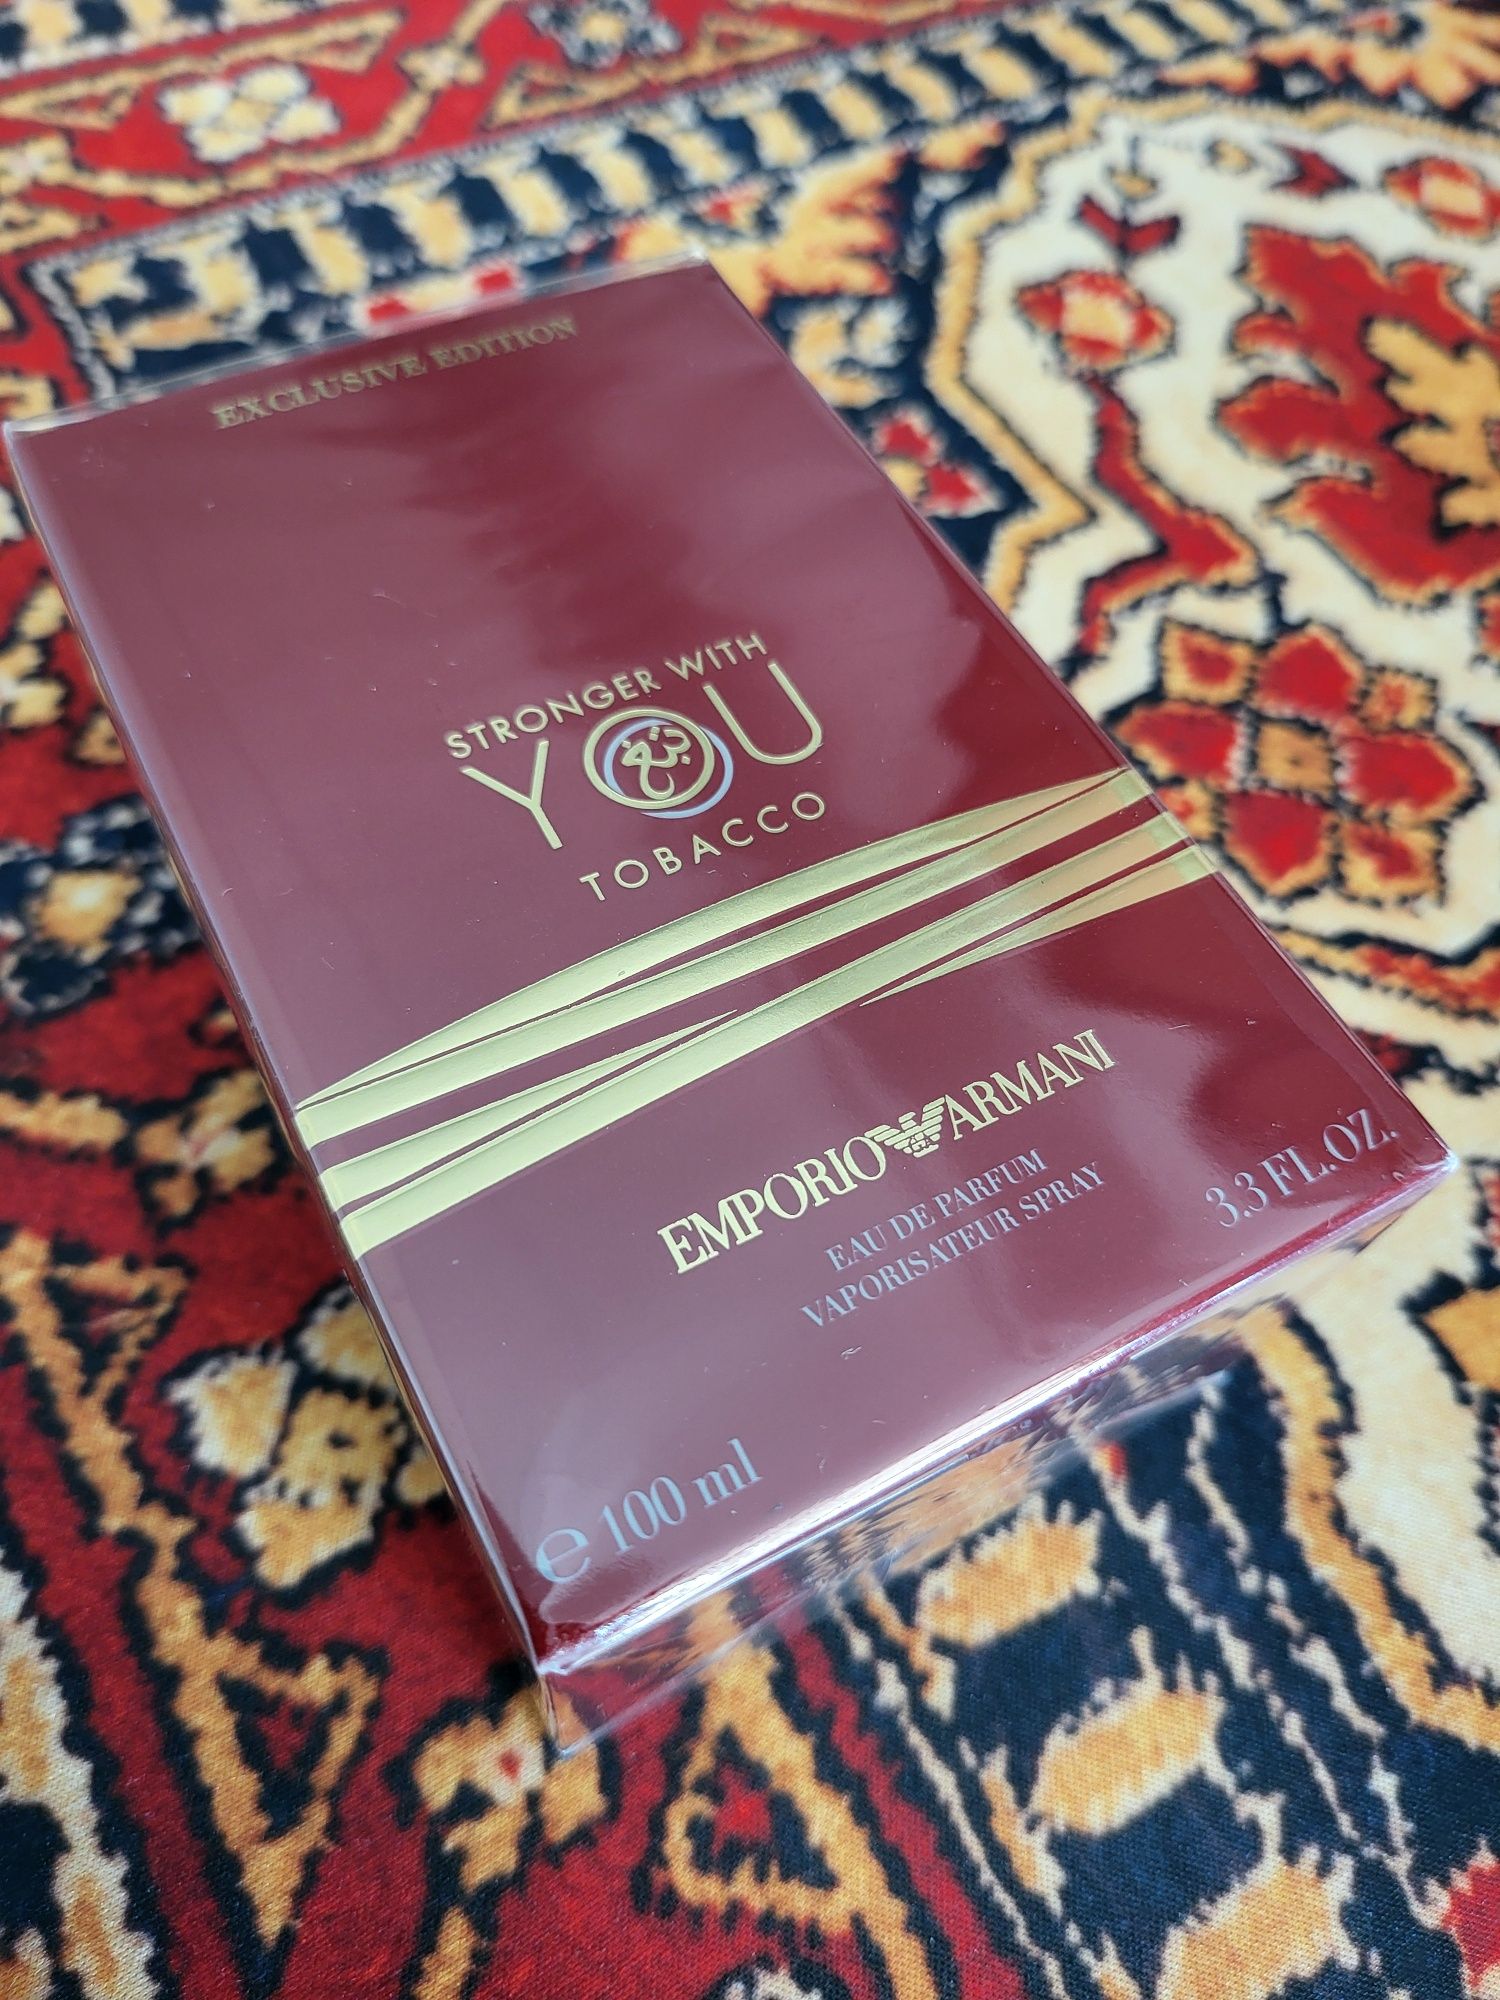 EXCLUSIVE EDITION
STRONGER WITH
YOU
TOBACCO
EMPORIO ARMANI
EAU DE PARFUM
VAPORISATEUR SPRAY
3.3 FL.OZ.
℮ 100 ml